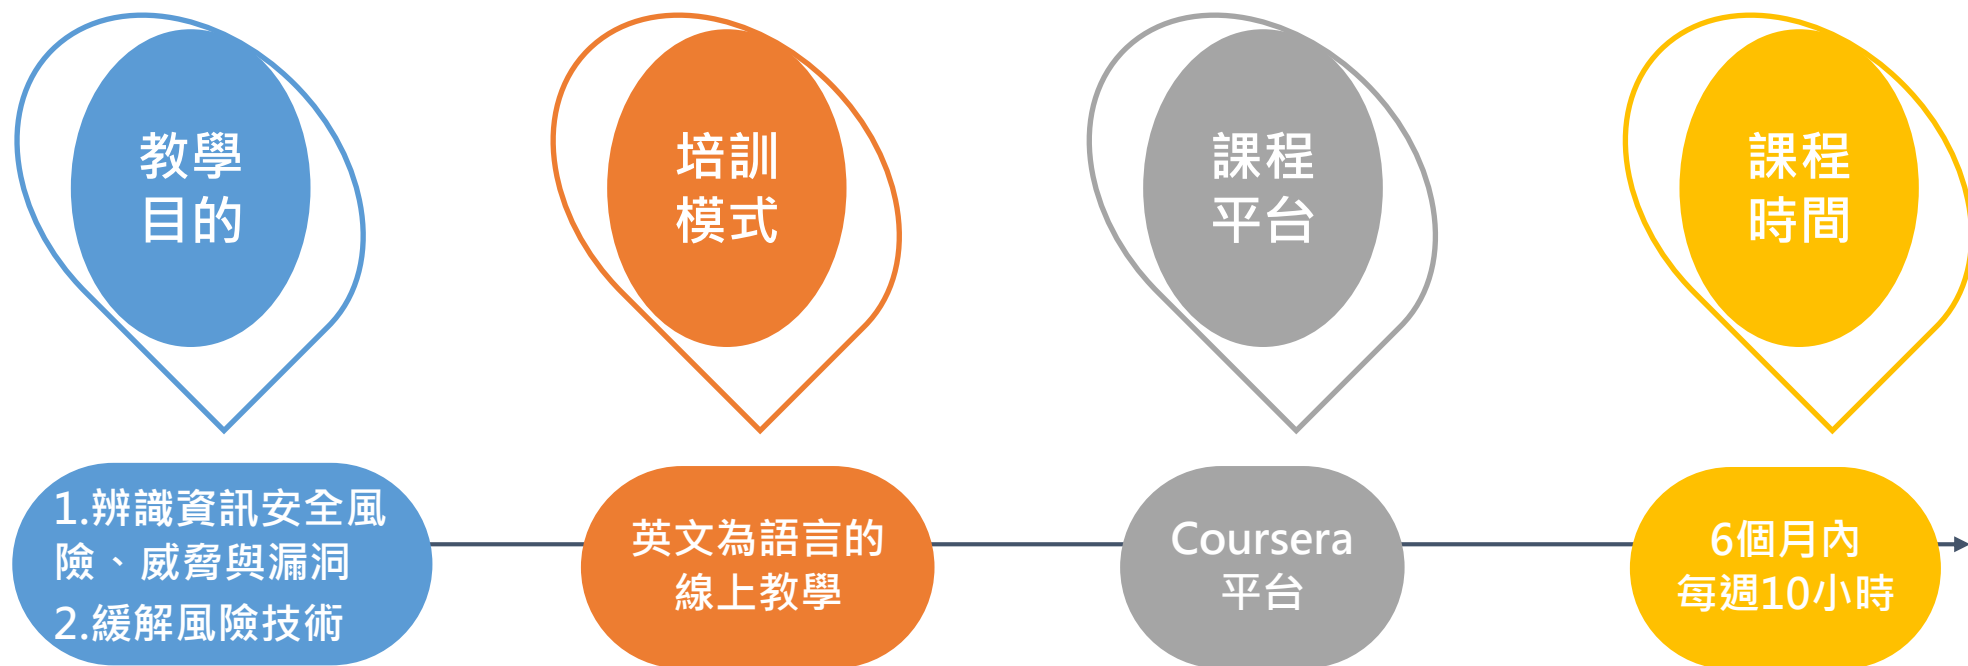 教學
目的
培訓
模式
課程
平台
課程
時間
1.辨識資訊安全風
險、威脅與漏洞
2.緩解風險技術
英文為語言的
線上教學
Coursera
平台
6個月內
每週10小時